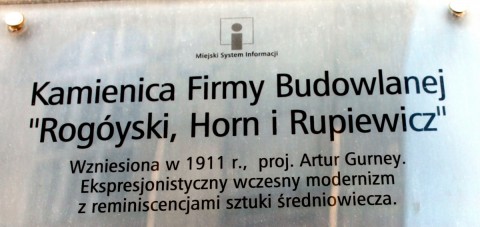 Miejski System Informacji
Kamienica Firmy Budowlanej
"Rogóyski, Horn i Rupiewicz"
Wzniesiona w 1911 r., proj. Artur Gurney.
Ekspresjonistyczny wczesny modernizm
z reminiscencjami sztuki średniowiecza.